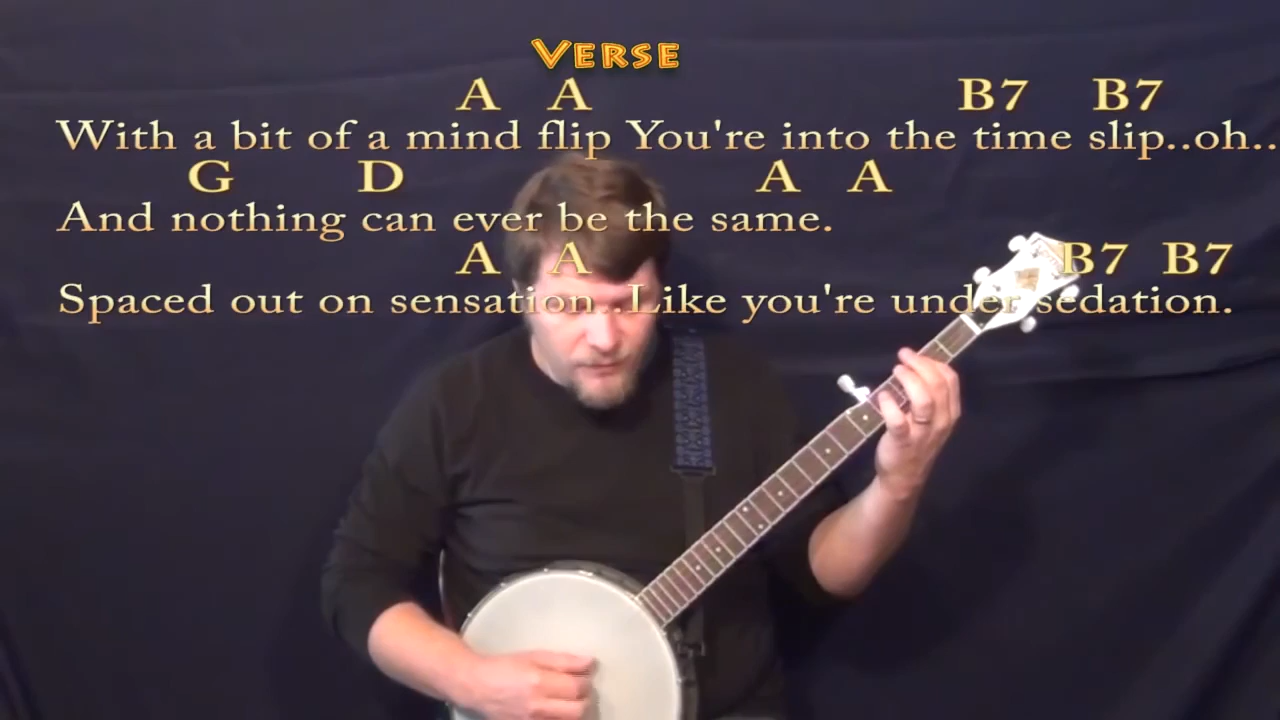 VERSE
A A B7 B7
With a bit of a mind flip You're into the time slip..oh..
G D A A
And nothing can ever be the same.
A A B7 B7
Spaced out on sensation..Like you're under sedation.